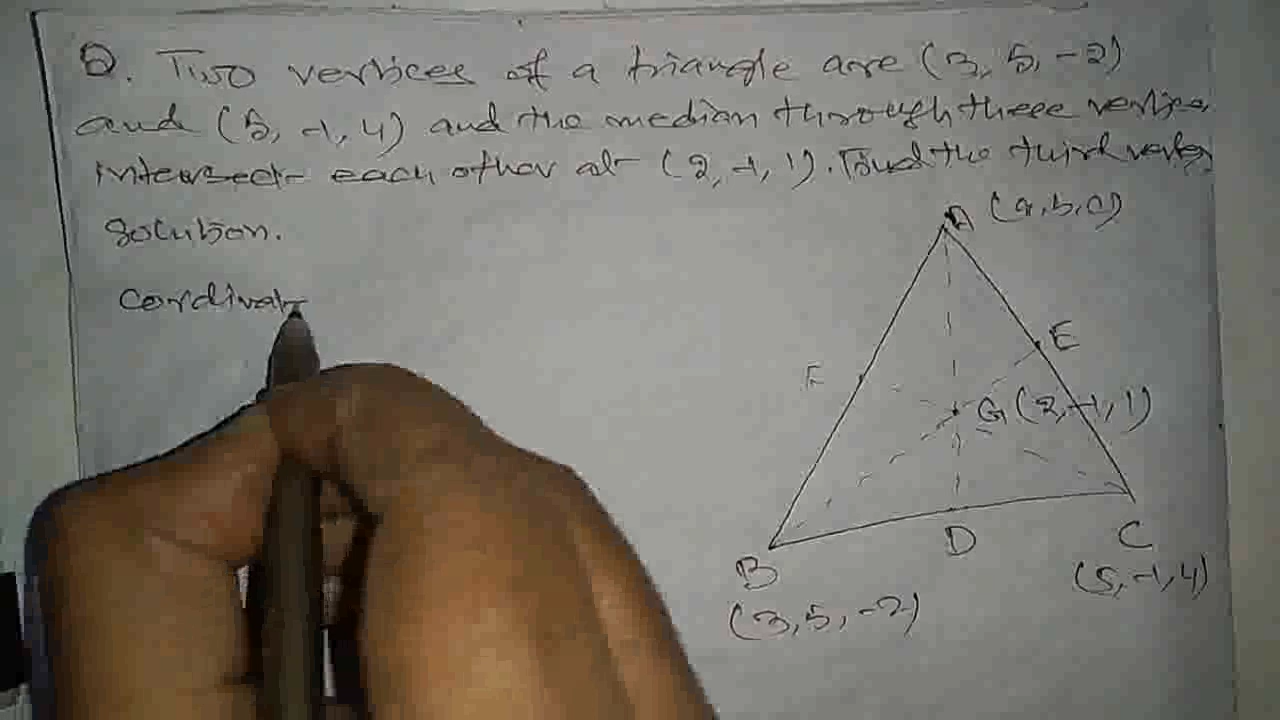 Q. Two vertices of a triangle are (3, 5, -2)
and (5, -1, 4) and the median through these vertice
intersect each other at (2, -1, 1). Find the third vertex.
Solution.
A (a, b, c)
Cordinat
E
F
G (2, -1, 1)
B
D
C
(3, 5, -2)
(5, -1, 4)